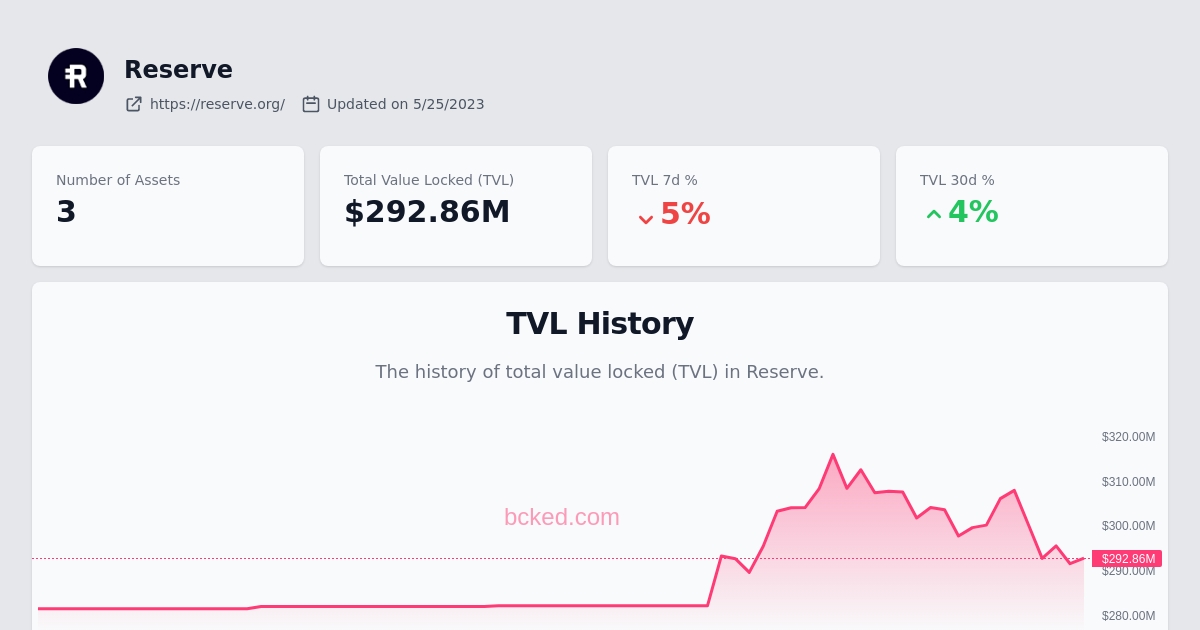 Reserve
https://reserve.org/ Updated on 5/25/2023
Number of Assets
3
Total Value Locked (TVL)
$292.86M
TVL 7d %
5%
TVL 30d %
4%
TVL History
The history of total value locked (TVL) in Reserve.
bcked.com
$320.00M
$310.00M
$300.00M
$292.86M
$290.00M
$280.00M